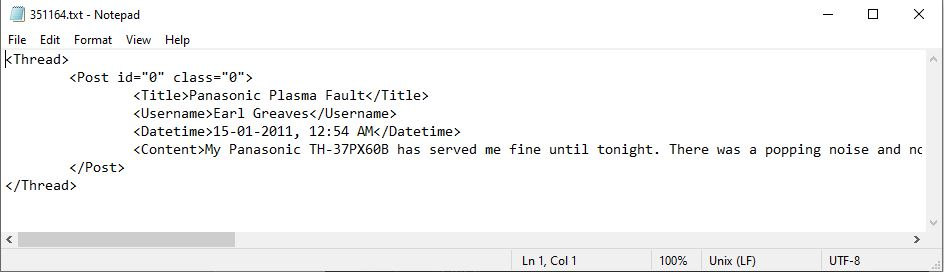 351164.txt - Notepad
File Edit Format View Help
<Thread>
<Post id="0" class="0">
<Title>Panasonic Plasma Fault</Title>
<Username>Earl Greaves</Username>
<Datetime>15-01-2011, 12:54 AM</Datetime>
<Content>My Panasonic TH-37PX60B has served me fine until tonight. There was a popping noise and
</Post>
</Thread>
Ln 1, Col 1 100% Unix (LF) UTF-8